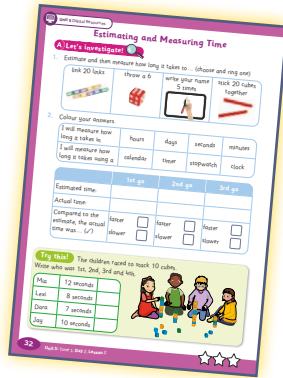 Unit 5 Digital Resources
Estimating and Measuring Time
A Let's investigate!
1. Estimate and then measure how long it takes to ... (choose and ring one)
link 20 links
throw a 6
write your name 5 times
stick 20 cubes together
2. Colour your answers.
I will measure how long it takes in
hours
days
seconds
minutes
I will measure how long it takes using a
calendar
timer
stopwatch
clock
1st go
2nd go
3rd go
Estimated time:
Actual time:
Compared to the estimate, the actual time was... (✓)
faster
faster
faster
slower
slower
slower
Try this!
The children raced to stack 10 cubes.
Write who was 1st, 2nd, 3rd and 4th.
Mia
12 seconds
Lexi
8 seconds
Dara
7 seconds
Jay
10 seconds
32